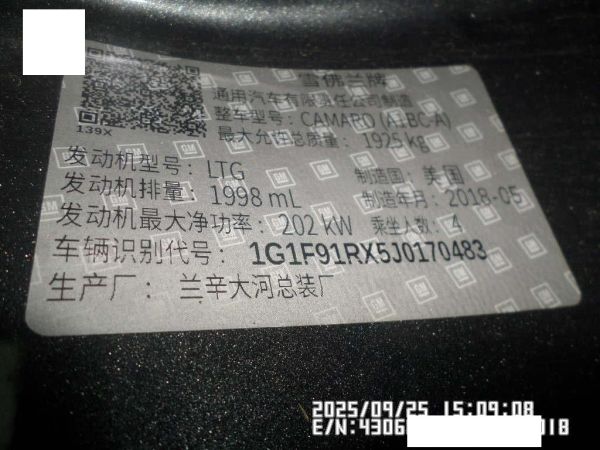 雪佛兰牌
通用汽车有限责任公司制造
整车型号：CAMARO (A1BC-A)
139X
最大允许总质量：1925 kg
发动机型号：LTG 制造国：美国
发动机排量：1998 mL 制造年月：2018-05
发动机最大净功率：202 kW 乘坐人数：4
车辆识别代号：1G1F91RX5J0170483
生产厂：兰辛大河总装厂
2025/09/25 15:09:08
E/N:4306 018